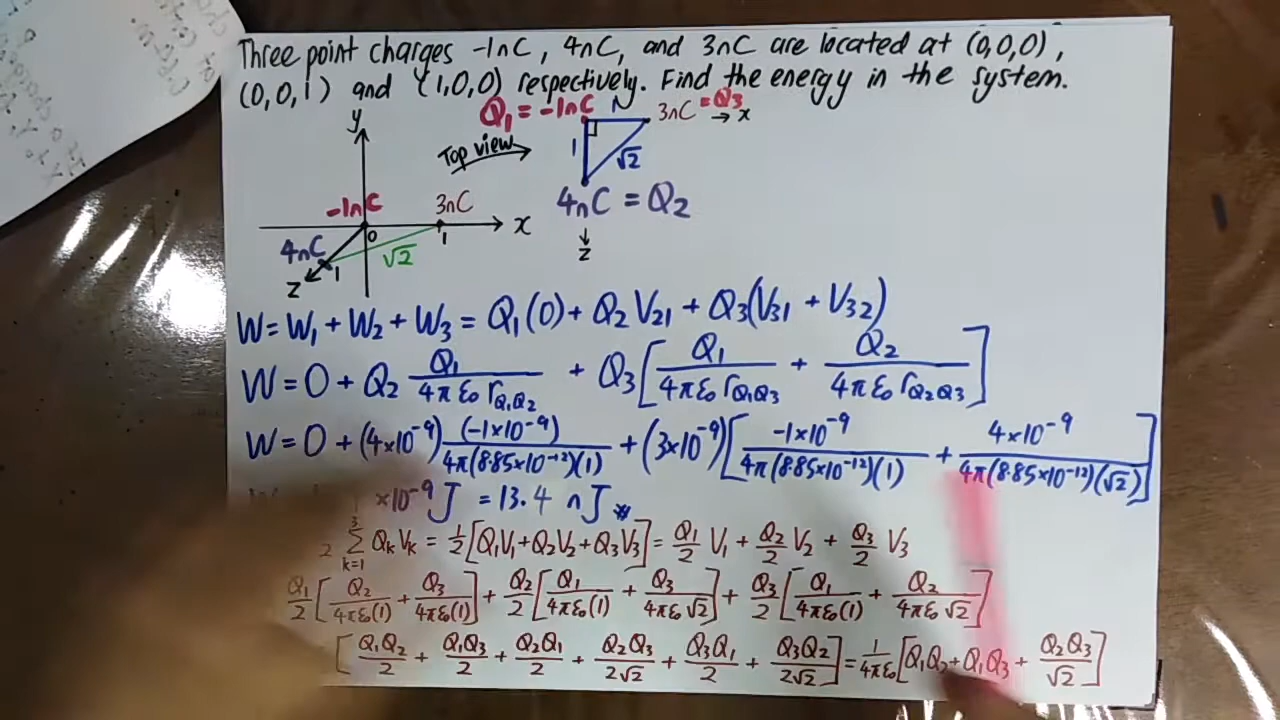 Three point charges -1nC, 4nC, and 3nC are located at (0,0,0),
(0,0,1) and (1,0,0) respectively. Find the energy in the system.
Q₁ = -1nC 1 3nC = Q₃
→ x
y
Top view
1 √2
-1nC 3nC
4nC = Q₂
0 1 x
4nC 1 √2
↓
z
z
W = W₁ + W₂ + W₃ = Q₁(0) + Q₂ V₂₁ + Q₃(V₃₁ + V₃₂)
W = 0 + Q₂ Q₁/(4πε₀ r_Q₁Q₂) + Q₃[Q₁/(4πε₀ r_Q₁Q₃) + Q₂/(4πε₀ r_Q₂Q₃)]
W = 0 + (4×10⁻⁹) (-1×10⁻⁹)/(4π(8.85×10⁻¹²)(1)) + (3×10⁻⁹)[-1×10⁻⁹/(4π(8.85×10⁻¹²)(1)) + 4×10⁻⁹/(4π(8.85×10⁻¹²)(√2))]
×10⁻⁹ J = 13.4 nJ
2 ∑ₖ₌₁³ QₖVₖ = ½[Q₁V₁+Q₂V₂+Q₃V₃] = Q₁/2 V₁ + Q₂/2 V₂ + Q₃/2 V₃
Q₁/2 [Q₂/(4πε₀(1)) + Q₃/(4πε₀(1))] + Q₂/2 [Q₁/(4πε₀(1)) + Q₃/(4πε₀√2)] + Q₃/2 [Q₁/(4πε₀(1)) + Q₂/(4πε₀√2)]
[Q₁Q₂/2 + Q₁Q₃/2 + Q₂Q₁/2 + Q₂Q₃/(2√2) + Q₃Q₁/2 + Q₃Q₂/(2√2)] = 1/(4πε₀) [Q₁Q₂ + Q₁Q₃ + Q₂Q₃/√2]